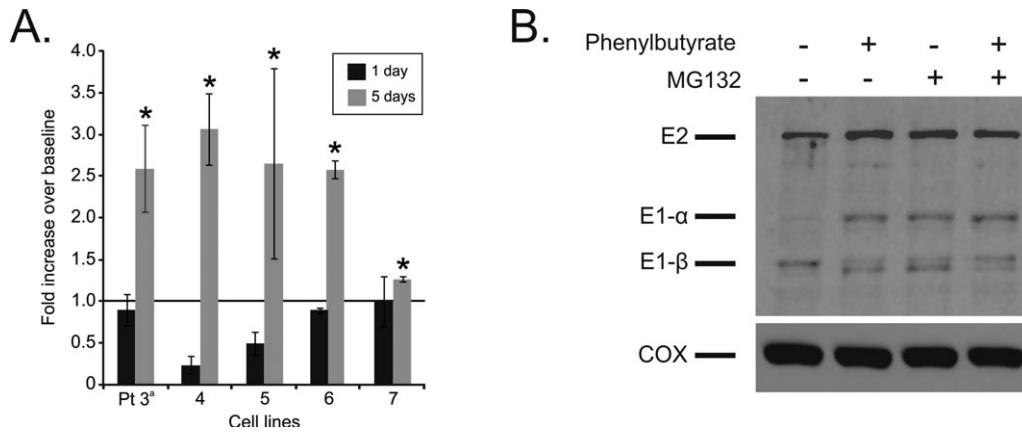 A.
Fold increase over baseline
4.0
3.5
3.0
2.5
2.0
1.5
1.0
0.5
0
1 day
5 days
*
*
*
*
*
Pt 3ª 4 5 6 7
Cell lines
B.
Phenylbutyrate - + - +
MG132 - - + +
E2
E1-α
E1-β
COX